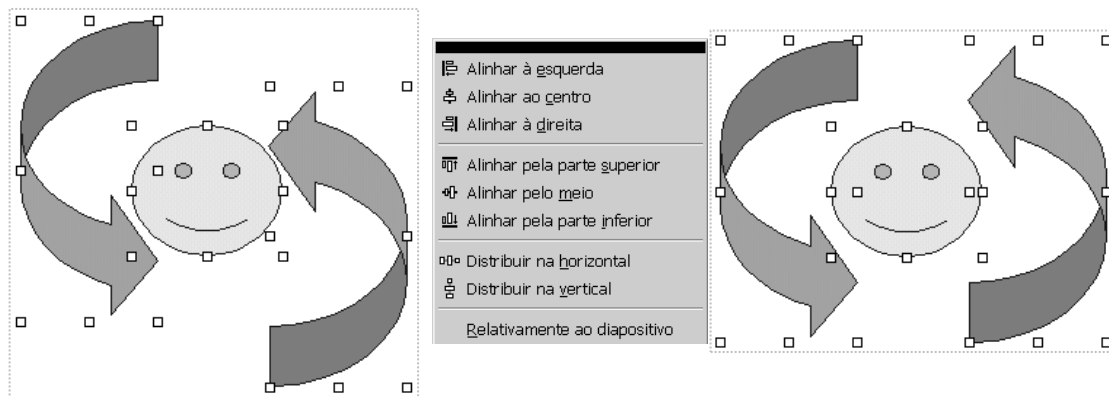 Alinhar à esquerda
Alinhar ao centro
Alinhar à direita
Alinhar pela parte superior
Alinhar pelo meio
Alinhar pela parte inferior
Distribuir na horizontal
Distribuir na vertical
Relativamente ao diapositivo